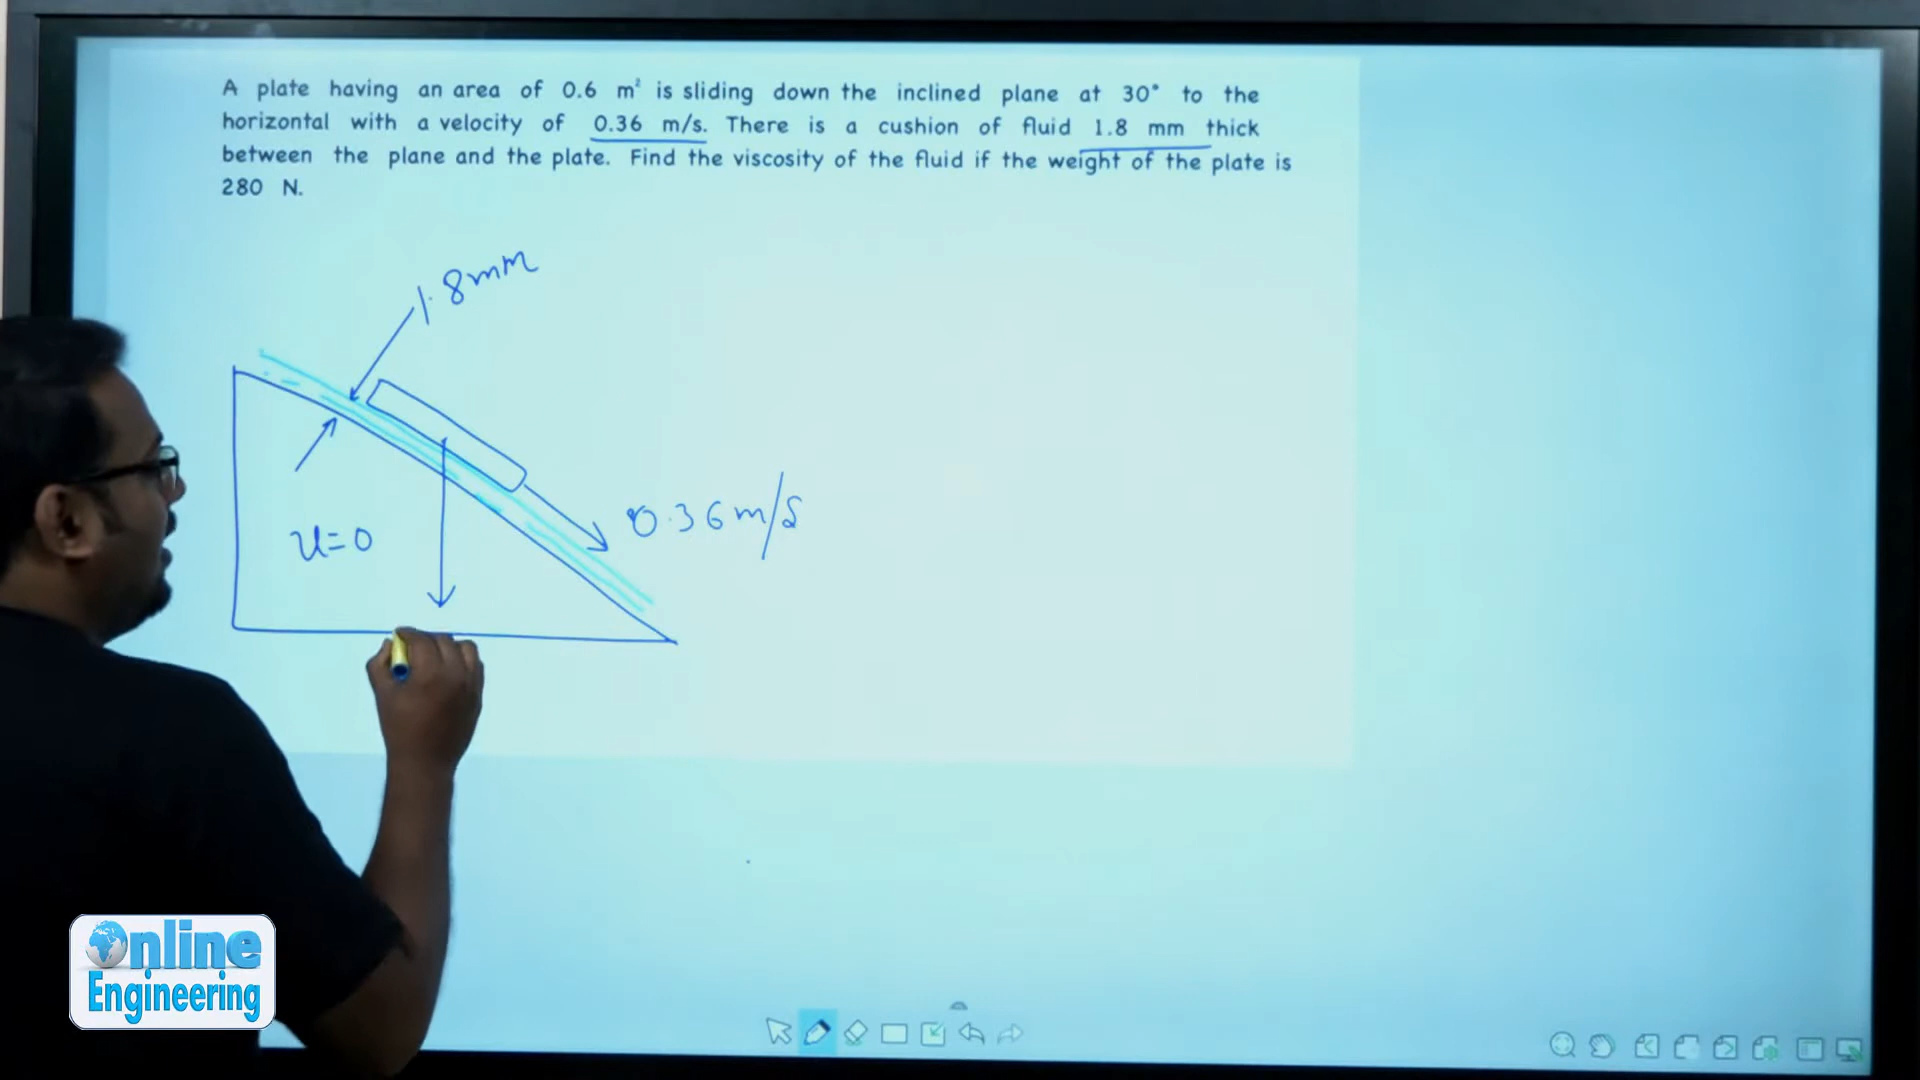 A plate having an area of 0.6 m² is sliding down the inclined plane at 30° to the
horizontal with a velocity of 0.36 m/s. There is a cushion of fluid 1.8 mm thick
between the plane and the plate. Find the viscosity of the fluid if the weight of the plate is
280 N.
1.8mm
0.36m/s
u=0
Online
Engineering